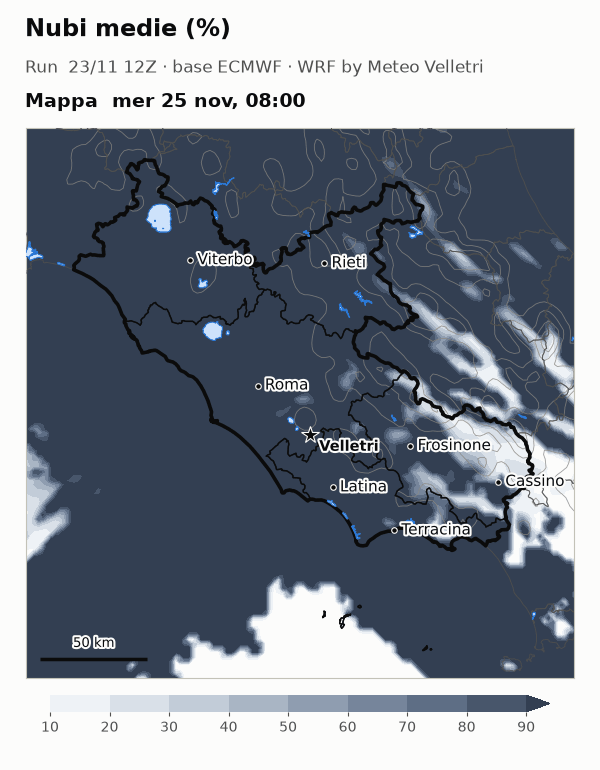 Nubi medie (%)
Run  23/11 12Z · base ECMWF · WRF by Meteo Velletri
Mappa  mer 25 nov, 08:00
Viterbo
Rieti
Roma
Velletri
Frosinone
Latina
Cassino
Terracina
50 km
10 20 30 40 50 60 70 80 90